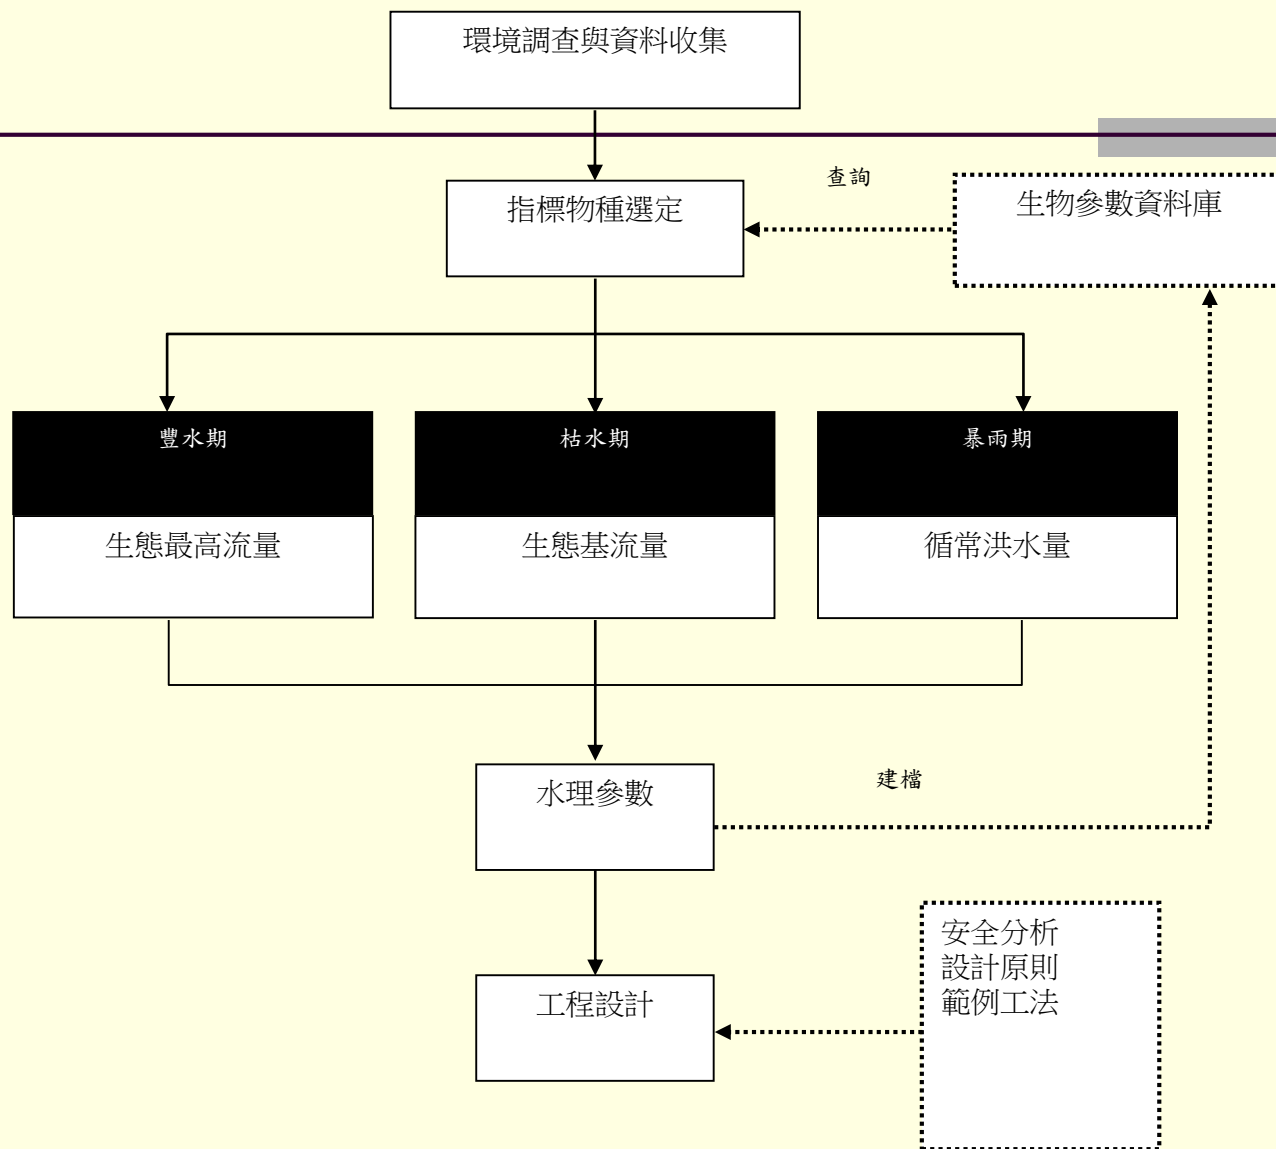 環境調查與資料收集
查詢
指標物種選定
生物參數資料庫
豐水期
枯水期
暴雨期
生態最高流量
生態基流量
循常洪水量
水理參數
建檔
安全分析
設計原則
範例工法
工程設計